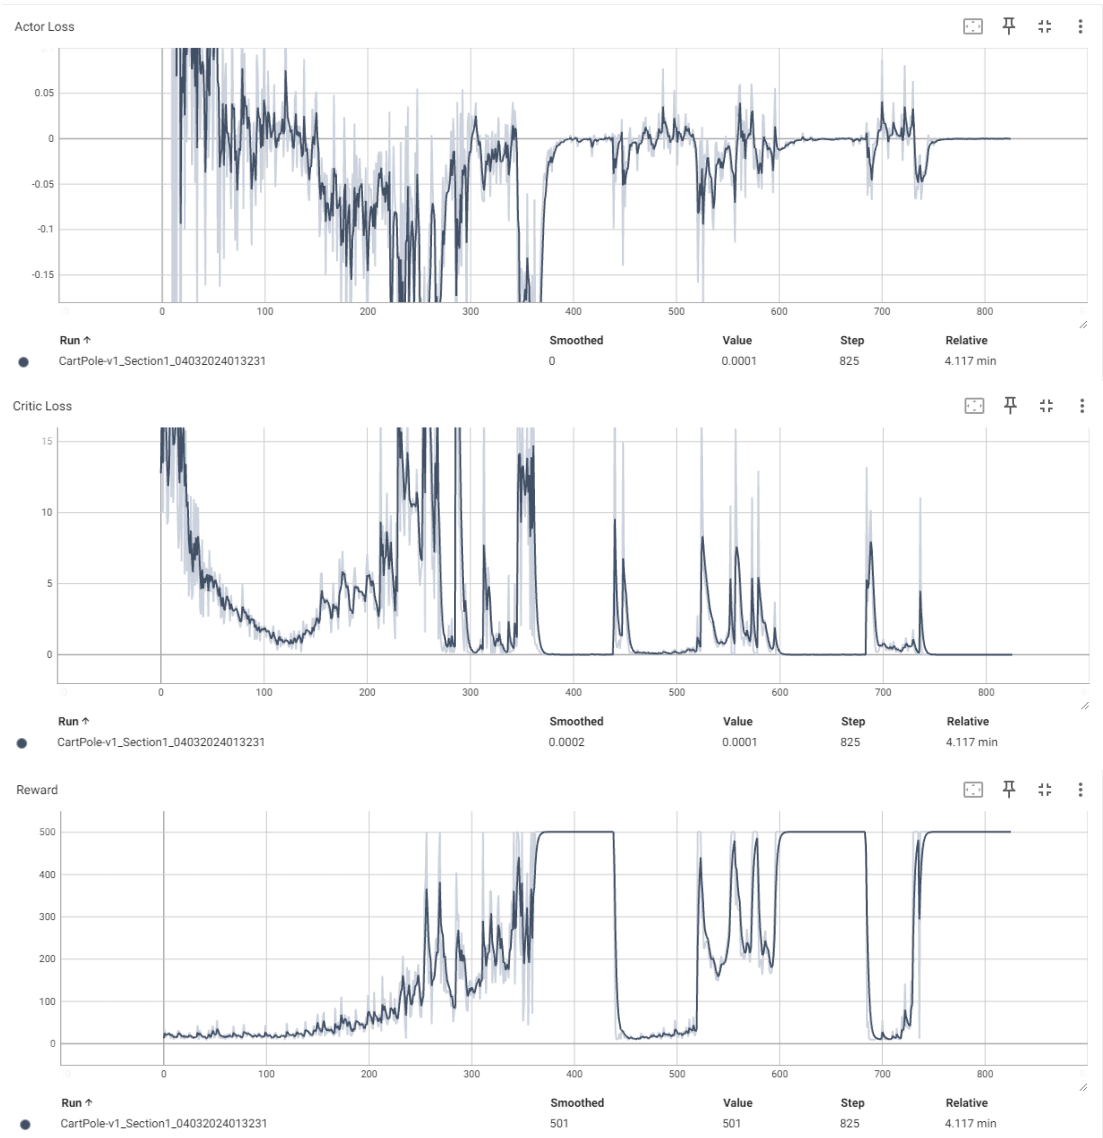 Actor Loss
0.05
0
-0.05
-0.1
-0.15
0 100 200 300 400 500 600 700 800
Run ↑ Smoothed Value Step Relative
CartPole-v1_Section1_04032024013231 0 0.0001 825 4.117 min
Critic Loss
15
10
5
0
0 100 200 300 400 500 600 700 800
Run ↑ Smoothed Value Step Relative
CartPole-v1_Section1_04032024013231 0.0002 0.0001 825 4.117 min
Reward
500
400
300
200
100
0
0 100 200 300 400 500 600 700 800
Run ↑ Smoothed Value Step Relative
CartPole-v1_Section1_04032024013231 501 501 825 4.117 min